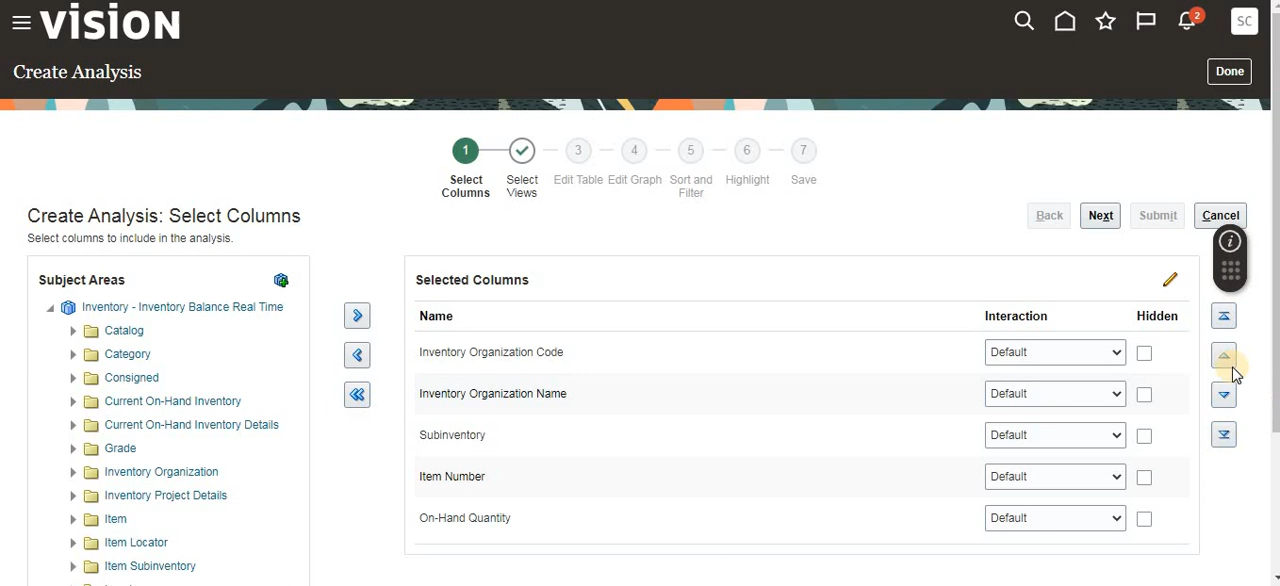 VISION
2
SC
Create Analysis
Done
1
3
4
5
6
7
Select
Columns
Select
Views
Edit Table
Edit Graph
Sort and
Filter
Highlight
Save
Create Analysis: Select Columns
Back
Next
Submit
Cancel
Select columns to include in the analysis.
i
Subject Areas
Inventory - Inventory Balance Real Time
Catalog
Category
Consigned
Current On-Hand Inventory
Current On-Hand Inventory Details
Grade
Inventory Organization
Inventory Project Details
Item
Item Locator
Item Subinventory
Selected Columns
Name Interaction Hidden
Inventory Organization Code Default
Inventory Organization Name Default
Subinventory Default
Item Number Default
On-Hand Quantity Default